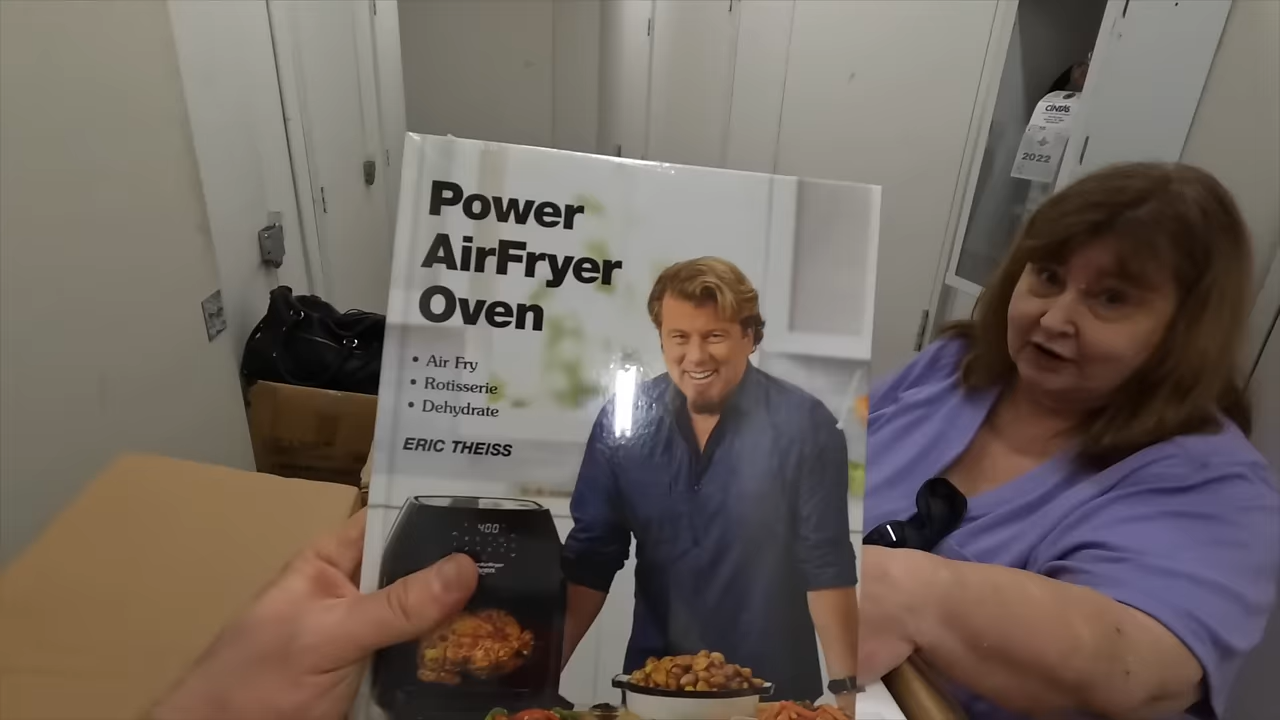 Power
AirFryer
Oven
• Air Fry
• Rotisserie
• Dehydrate
ERIC THEISS
400
CINTAS
2022